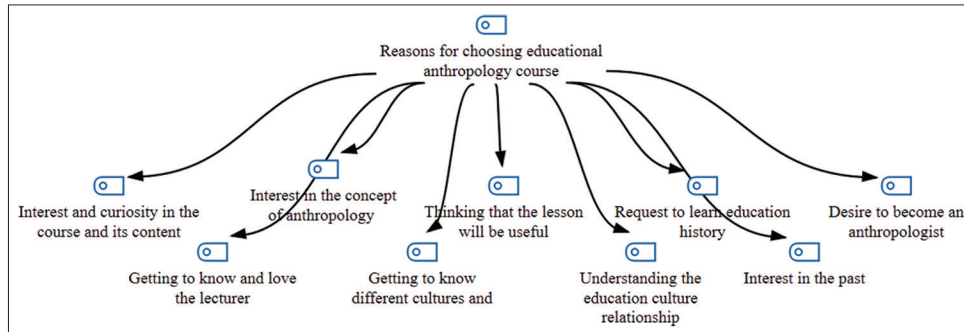 Reasons for choosing educational
anthropology course
Interest and curiosity in the
course and its content
Interest in the concept
of anthropology
Thinking that the lesson
will be useful
Request to learn education
history
Desire to become an
anthropologist
Getting to know and love
the lecturer
Getting to know
different cultures and
Understanding the
education culture
relationship
Interest in the past